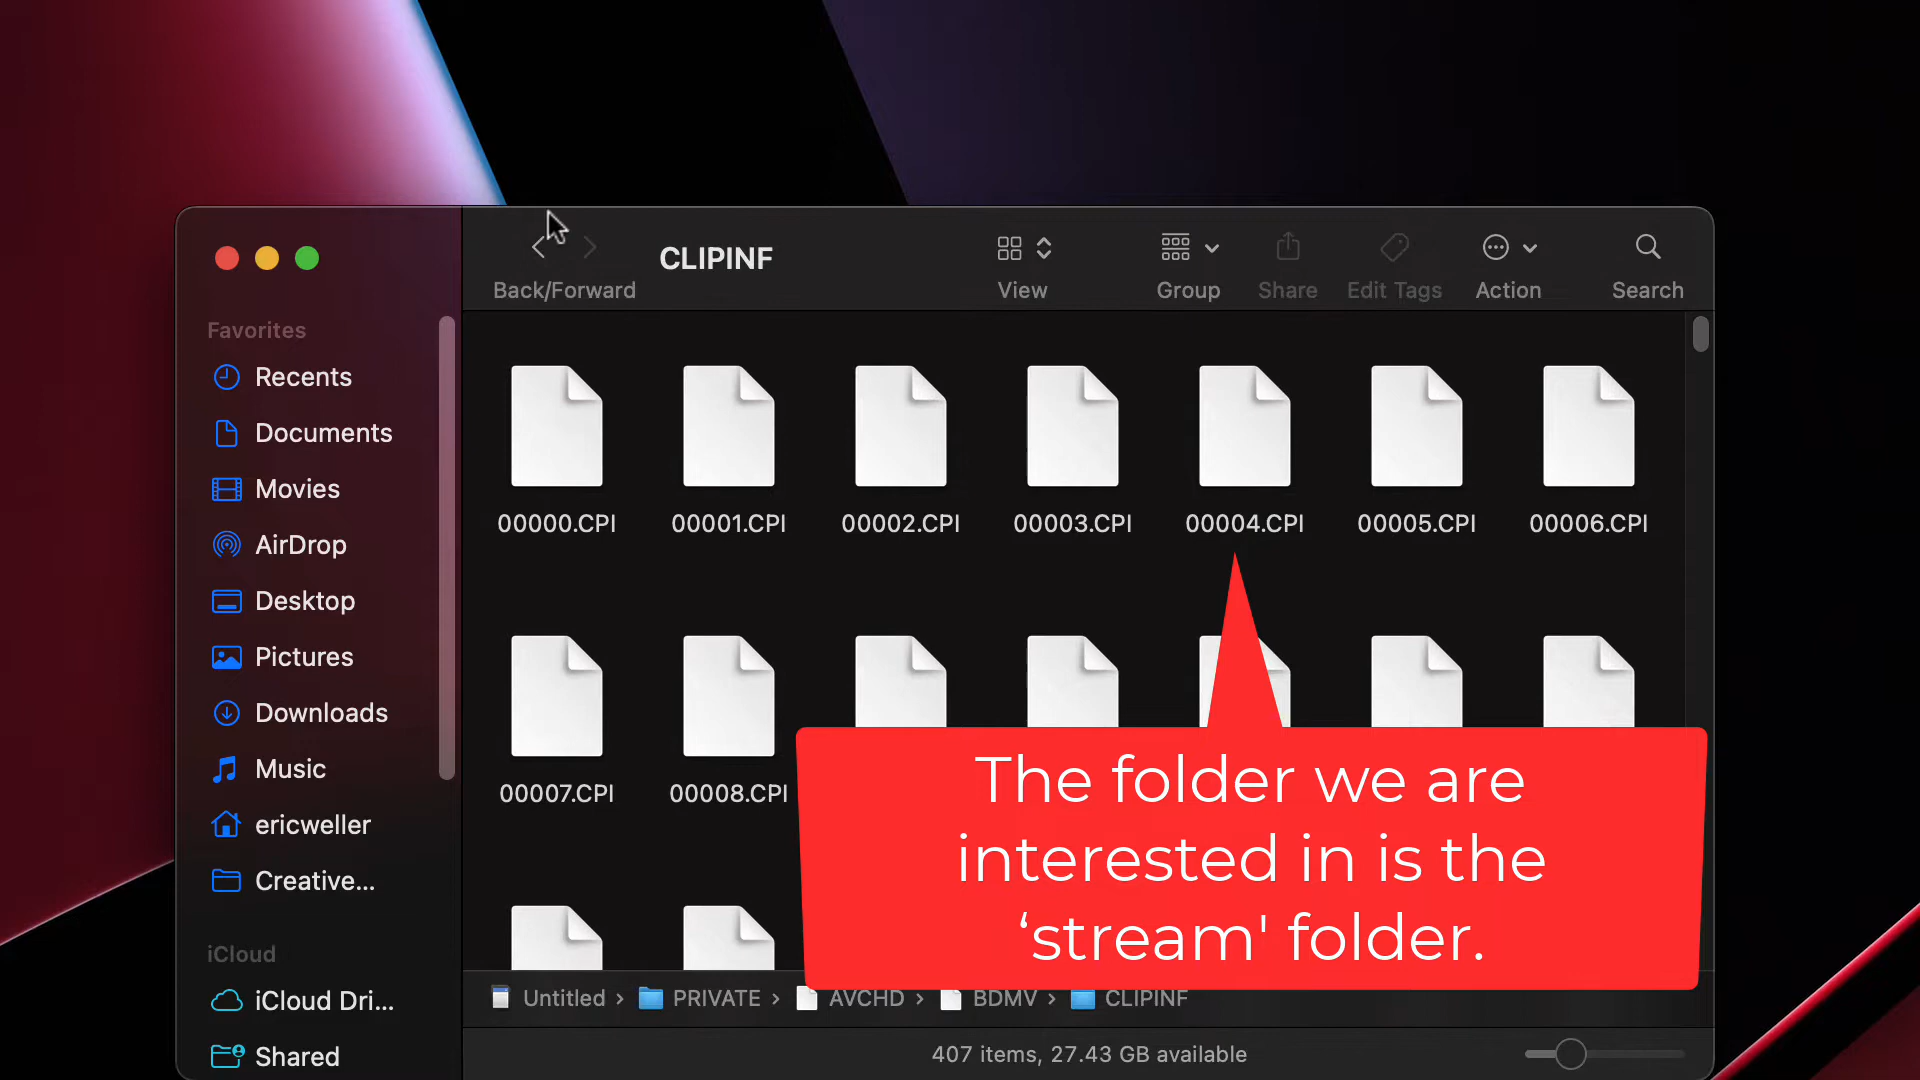 CLIPINF
Back/Forward
View
Group
Share
Edit Tags
Action
Search
Favorites
Recents
Documents
Movies
AirDrop
Desktop
Pictures
Downloads
Music
ericweller
Creative...
iCloud
iCloud Dri...
Shared
00000.CPI
00001.CPI
00002.CPI
00003.CPI
00004.CPI
00005.CPI
00006.CPI
00007.CPI
00008.CPI
The folder we are
interested in is the
‘stream' folder.
Untitled › PRIVATE › AVCHD › BDMV › CLIPINF
407 items, 27.43 GB available